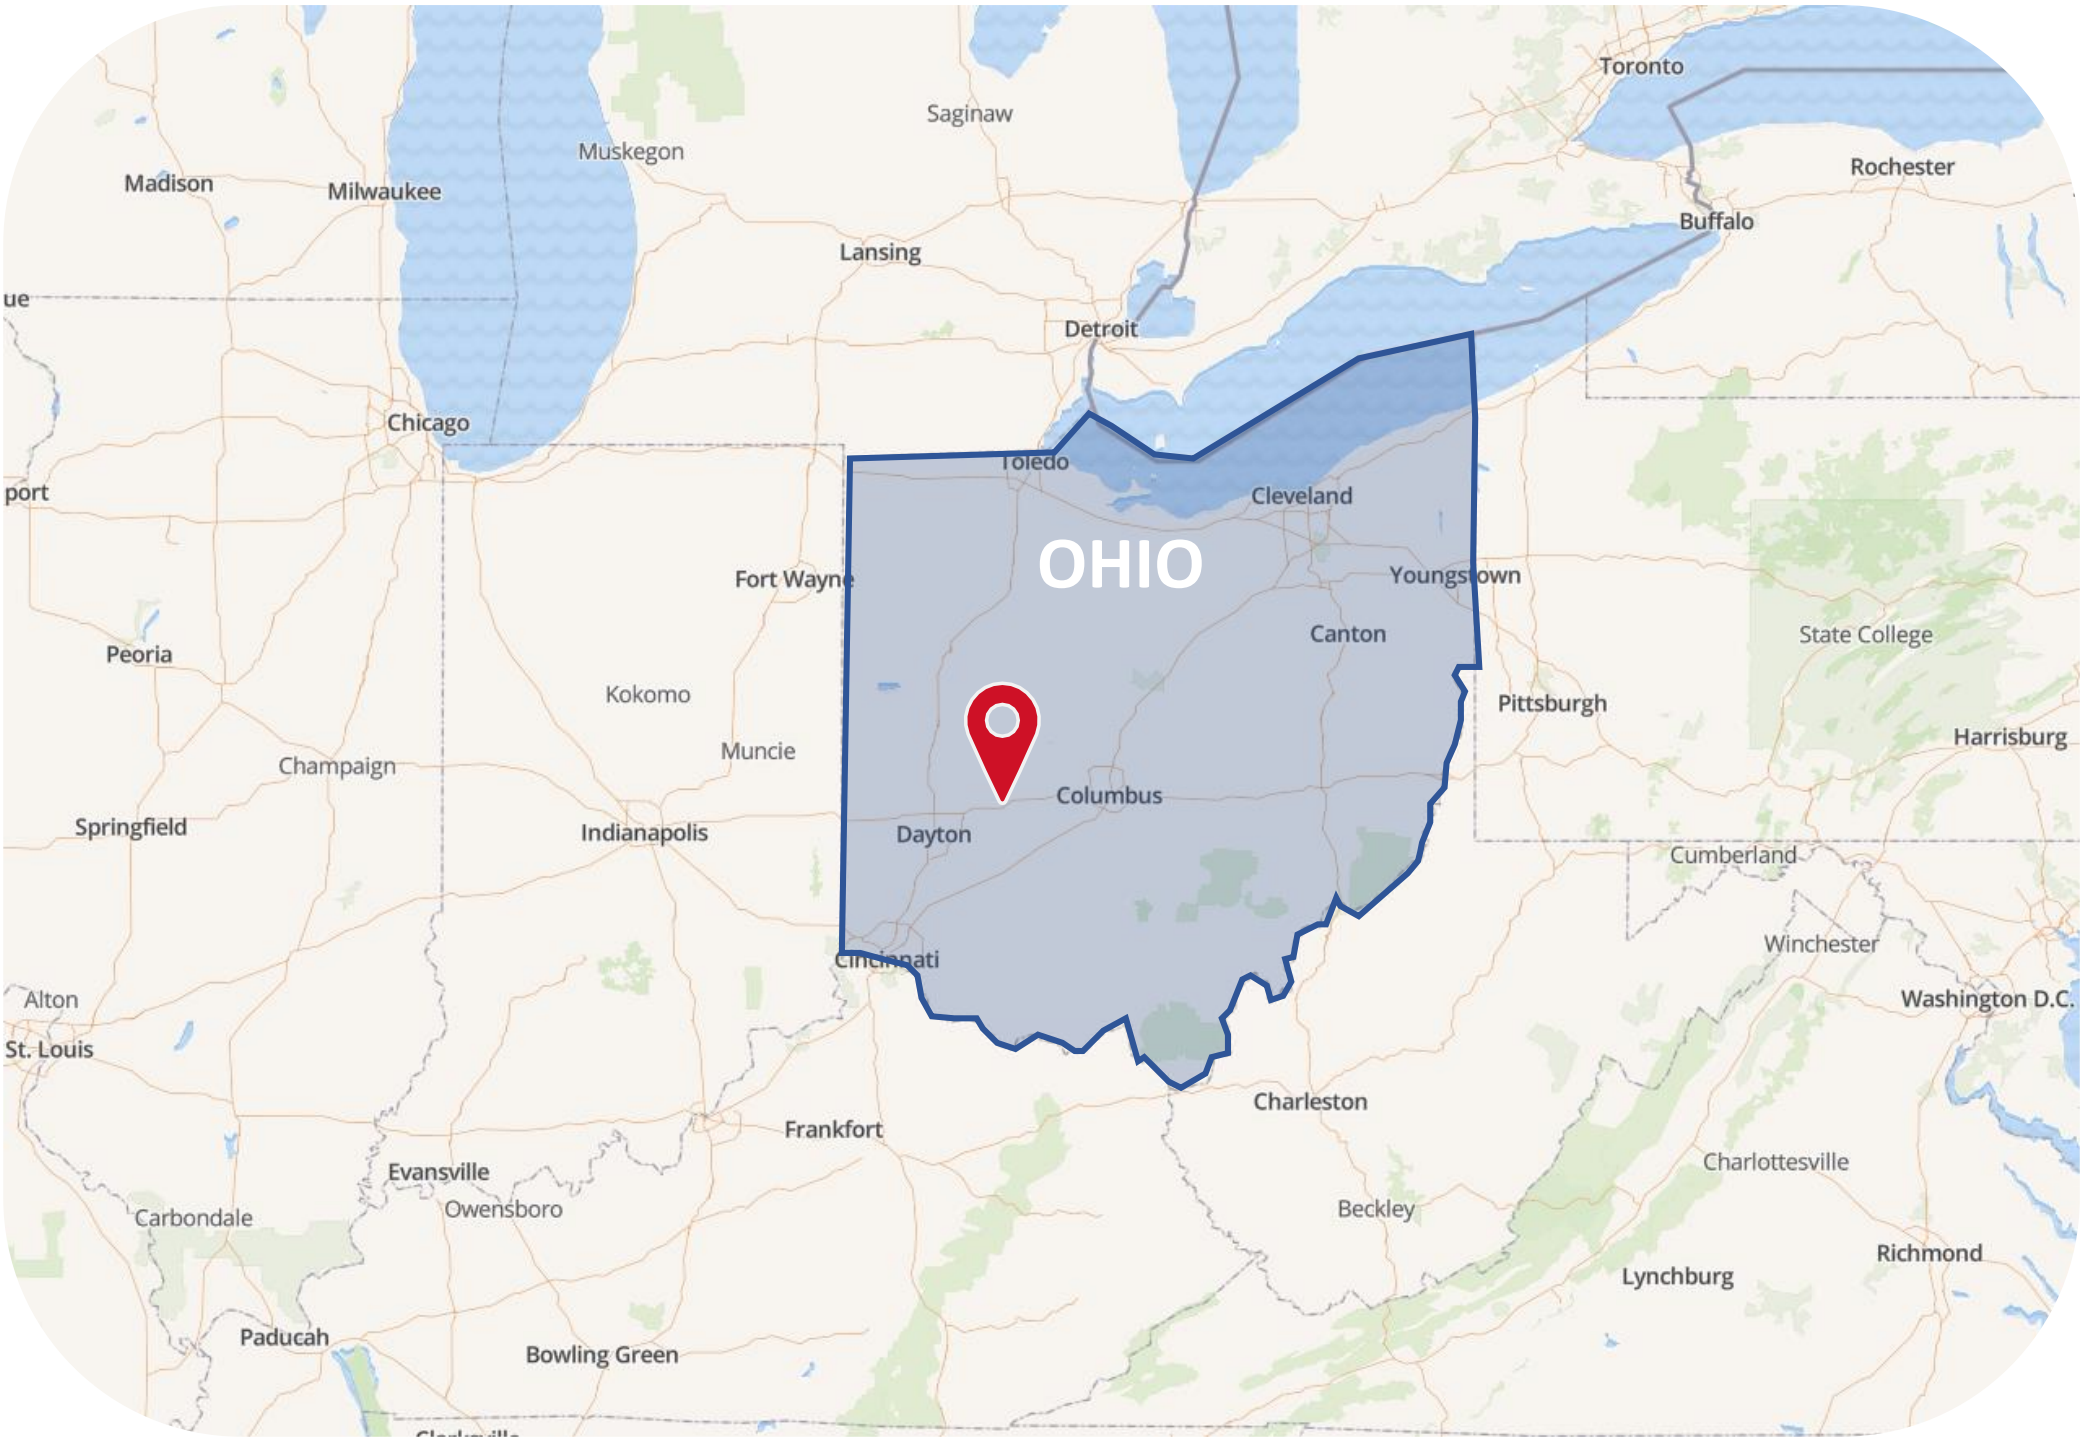 Toronto
Saginaw
Muskegon
Rochester
Madison
Milwaukee
Buffalo
Lansing
ue
Detroit
Chicago
Toledo
port
Cleveland
OHIO
Fort Wayne
Youngstown
Canton
State College
Peoria
Kokomo
Pittsburgh
Harrisburg
Muncie
Champaign
Columbus
Springfield
Indianapolis
Dayton
Cumberland
Winchester
Cincinnati
Alton
Washington D.C.
St. Louis
Charleston
Frankfort
Charlottesville
Evansville
Owensboro
Beckley
Carbondale
Richmond
Lynchburg
Paducah
Bowling Green